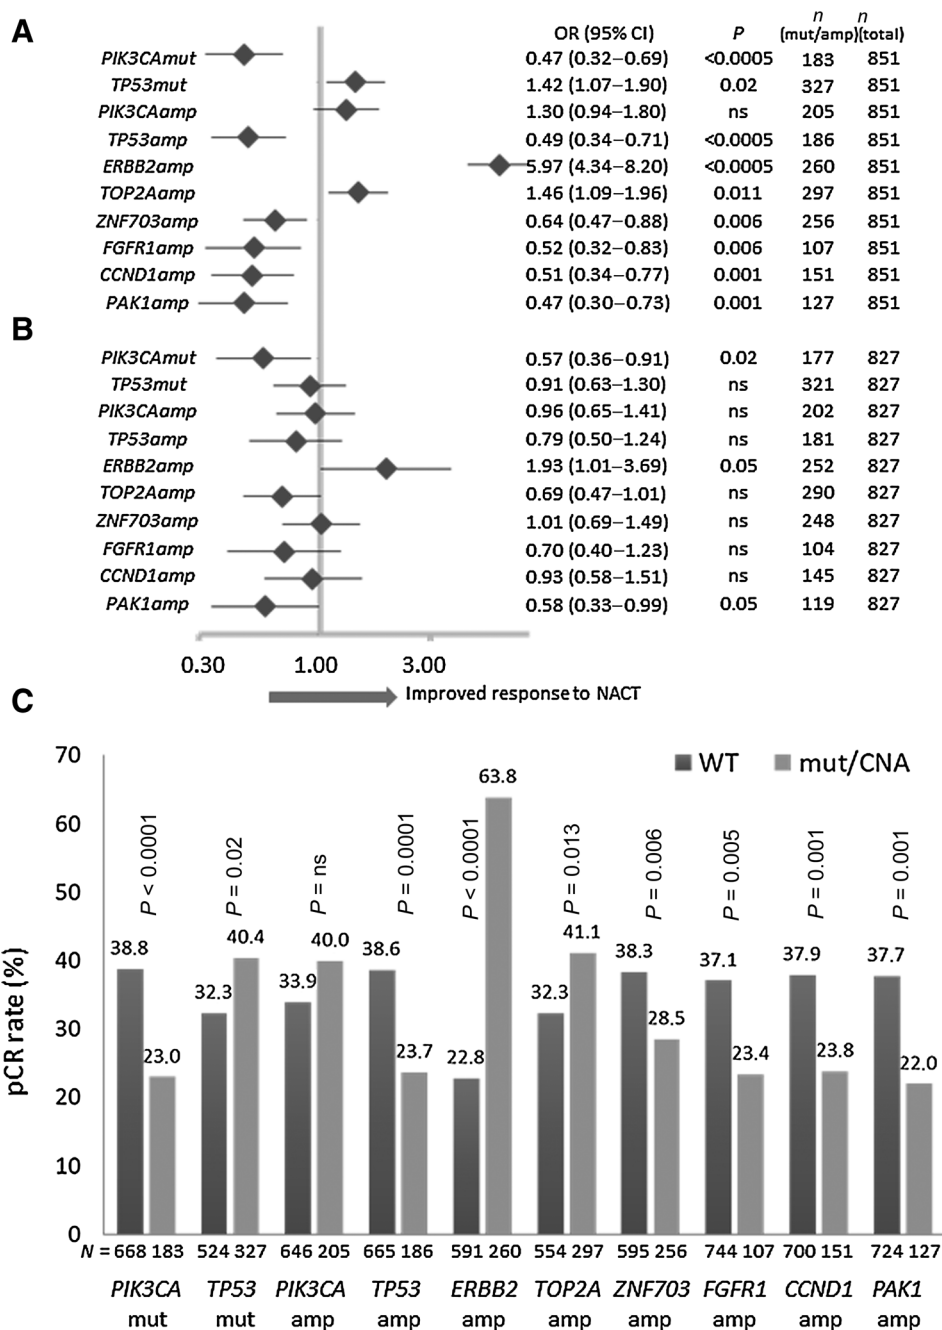 A
OR (95% CI) P n (mut/amp) n (total)
PIK3CAmut 0.47 (0.32–0.69) <0.0005 183 851
TP53mut 1.42 (1.07–1.90) 0.02 327 851
PIK3CAamp 1.30 (0.94–1.80) ns 205 851
TP53amp 0.49 (0.34–0.71) <0.0005 186 851
ERBB2amp 5.97 (4.34–8.20) <0.0005 260 851
TOP2Aamp 1.46 (1.09–1.96) 0.011 297 851
ZNF703amp 0.64 (0.47–0.88) 0.006 256 851
FGFR1amp 0.52 (0.32–0.83) 0.006 107 851
CCND1amp 0.51 (0.34–0.77) 0.001 151 851
PAK1amp 0.47 (0.30–0.73) 0.001 127 851
B
PIK3CAmut 0.57 (0.36–0.91) 0.02 177 827
TP53mut 0.91 (0.63–1.30) ns 321 827
PIK3CAamp 0.96 (0.65–1.41) ns 202 827
TP53amp 0.79 (0.50–1.24) ns 181 827
ERBB2amp 1.93 (1.01–3.69) 0.05 252 827
TOP2Aamp 0.69 (0.47–1.01) ns 290 827
ZNF703amp 1.01 (0.69–1.49) ns 248 827
FGFR1amp 0.70 (0.40–1.23) ns 104 827
CCND1amp 0.93 (0.58–1.51) ns 145 827
PAK1amp 0.58 (0.33–0.99) 0.05 119 827
0.30 1.00 3.00
Improved response to NACT
C
WT mut/CNA
pCR rate (%)
70
60
50
40
30
20
10
0
P < 0.0001
P = 0.02
P = ns
P = 0.0001
P < 0.0001
P = 0.013
P = 0.006
P = 0.005
P = 0.001
P = 0.001
38.8 23.0
32.3 40.4
33.9 40.0
38.6 23.7
22.8 63.8
32.3 41.1
38.3 28.5
37.1 23.4
37.9 23.8
37.7 22.0
N = 668 183 524 327 646 205 665 186 591 260 554 297 595 256 744 107 700 151 724 127
PIK3CA TP53 PIK3CA TP53 ERBB2 TOP2A ZNF703 FGFR1 CCND1 PAK1
mut mut amp amp amp amp amp amp amp amp